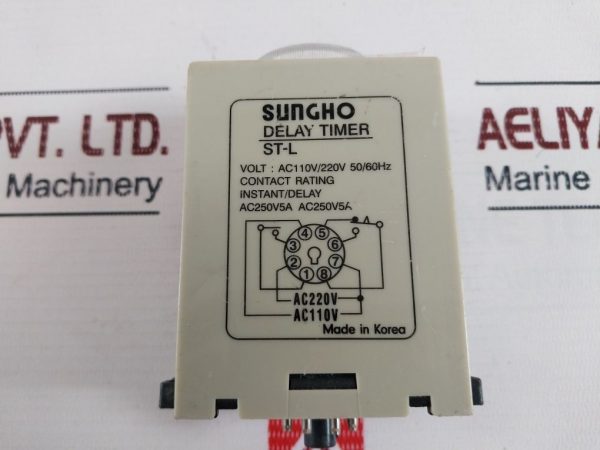 SUNGHO
DELAY TIMER
ST-L
VOLT : AC110V/220V 50/60Hz
CONTACT RATING
INSTANT/DELAY
AC250V5A AC250V5A
4 5
3 6
2 7
1 8
AC220V
AC110V
Made in Korea
PVT. LTD.
Machinery
AELIYA
Marine